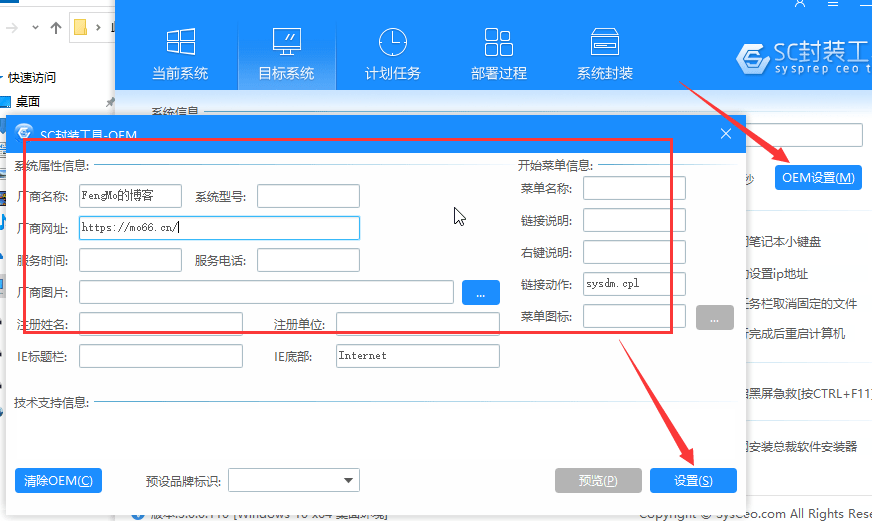 快速访问
桌面
当前系统
目标系统
计划任务
部署过程
系统封装
SC封装工
sysprep ceo t
系统信息
OEM设置(M)
秒
笔记本小键盘
设置ip地址
任务栏取消固定的文件
完成后重启计算机
黑屏急救[按CTRL+F11]
安装总裁软件安装器
SC封装工具-OEM
系统属性信息:
开始菜单信息:
厂商名称: FengMo的博客 系统型号:
菜单名称:
厂商网址: https://mo66.cn/
链接说明:
服务时间: 服务电话:
右键说明:
厂商图片: ...
链接动作: sysdm.cpl
注册姓名: 注册单位:
菜单图标: ...
IE标题栏: IE底部: Internet
技术支持信息:
清除OEM(C) 预设品牌标识: 预览(P) 设置(S)
Copyright © SysCeo.com All Rights Rese